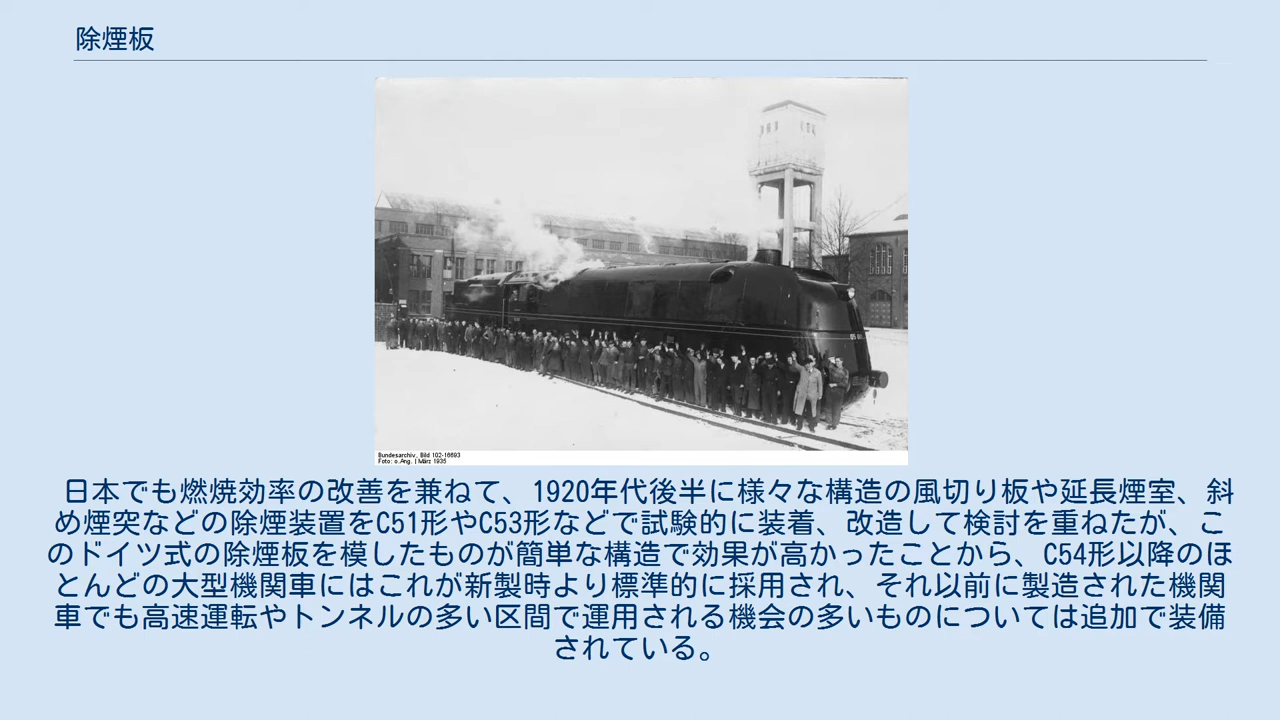 除煙板
Bundesarchiv, Bild 102-16693
Foto: o.Ang. | März 1935
日本でも燃焼効率の改善を兼ねて、1920年代後半に様々な構造の風切り板や延長煙室、斜
め煙突などの除煙装置をC51形やC53形などで試験的に装着、改造して検討を重ねたが、こ
のドイツ式の除煙板を模したものが簡単な構造で効果が高かったことから、C54形以降のほ
とんどの大型機関車にはこれが新製時より標準的に採用され、それ以前に製造された機関
車でも高速運転やトンネルの多い区間で運用される機会の多いものについては追加で装備
されている。